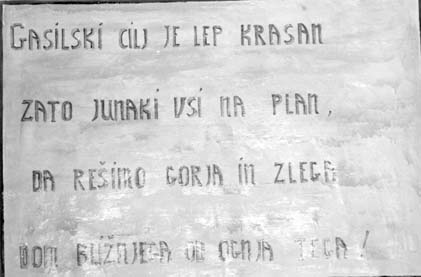 GASILSKI CILJ JE LEP KRASAN
ZATO JUNAKI VSI NA PLAN,
DA REŠIMO GORJA IN ZLEGA
DOM BLIŽNJEGA OD OGNJA TEGA!